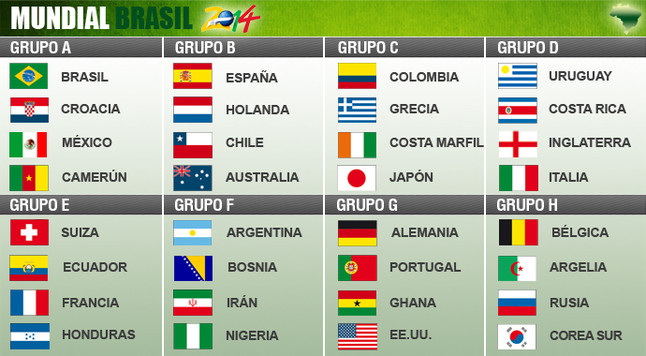 MUNDIAL BRASIL 2014
GRUPO A
BRASIL
CROACIA
MÉXICO
CAMERÚN
GRUPO B
ESPAÑA
HOLANDA
CHILE
AUSTRALIA
GRUPO C
COLOMBIA
GRECIA
COSTA MARFIL
JAPÓN
GRUPO D
URUGUAY
COSTA RICA
INGLATERRA
ITALIA
GRUPO E
SUIZA
ECUADOR
FRANCIA
HONDURAS
GRUPO F
ARGENTINA
BOSNIA
IRÁN
NIGERIA
GRUPO G
ALEMANIA
PORTUGAL
GHANA
EE.UU.
GRUPO H
BÉLGICA
ARGELIA
RUSIA
COREA SUR